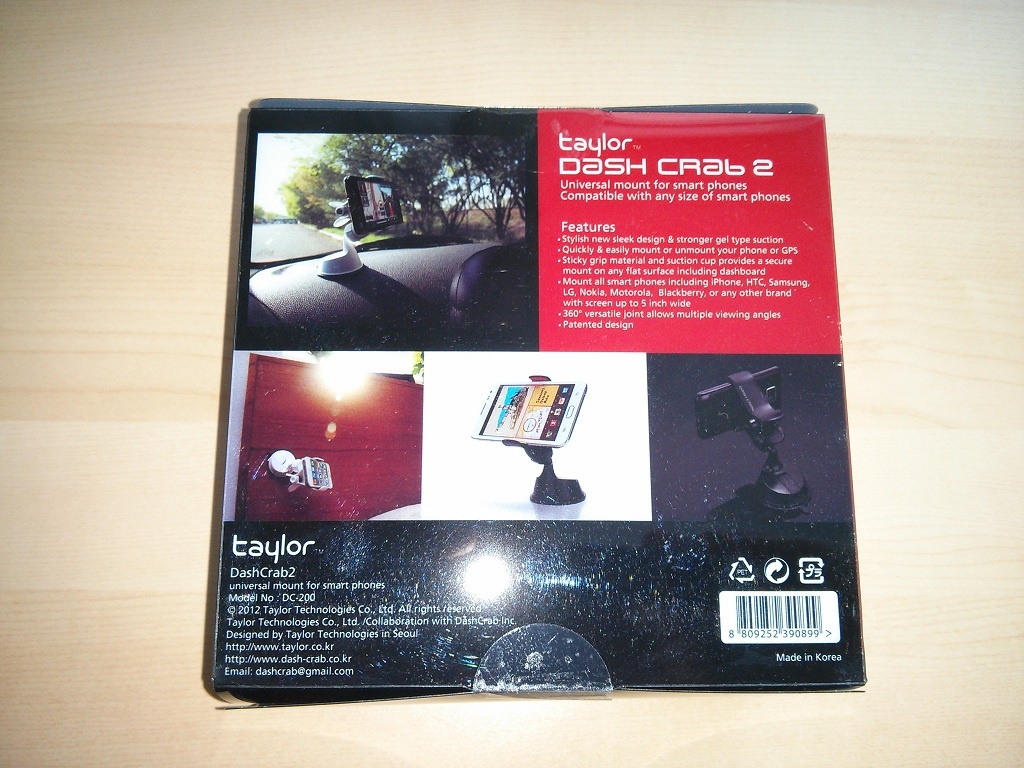 taylor™
DASH CRAB 2
Universal mount for smart phones
Compatible with any size of smart phones
Features
• Stylish new sleek design & stronger gel type suction
• Quickly & easily mount or unmount your phone or GPS
• Sticky grip material and suction cup provides a secure
mount on any flat surface including dashboard
• Mount all smart phones including iPhone, HTC, Samsung,
LG, Nokia, Motorola, Blackberry, or any other brand
with screen up to 5 inch wide
• 360° versatile joint allows multiple viewing angles
• Patented design
taylor™
DashCrab2
universal mount for smart phones
Model No : DC-200
© 2012 Taylor Technologies Co., Ltd. All rights reserved
Taylor Technologies Co., Ltd. /Collaboration with DashCrab Inc.
Designed by Taylor Technologies in Seoul
http://www.taylor.co.kr
http://www.dash-crab.co.kr
Email: dashcrab@gmail.com
PET
プラ
8 809252 390899 >
Made in Korea